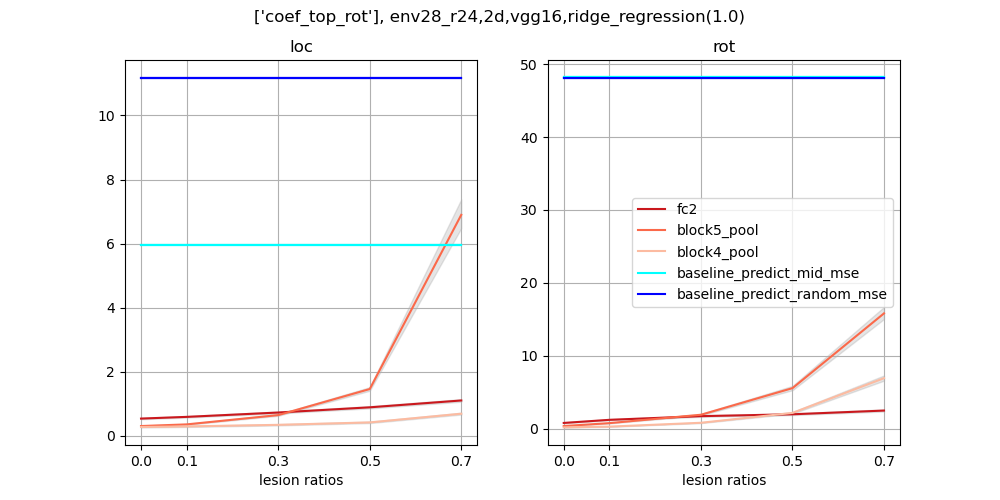 ['coef_top_rot'], env28_r24,2d,vgg16,ridge_regression(1.0)
loc
rot
10
8
6
4
2
0
0.0 0.1 0.3 0.5 0.7
lesion ratios
50
40
30
20
10
0
fc2
block5_pool
block4_pool
baseline_predict_mid_mse
baseline_predict_random_mse
0.0 0.1 0.3 0.5 0.7
lesion ratios